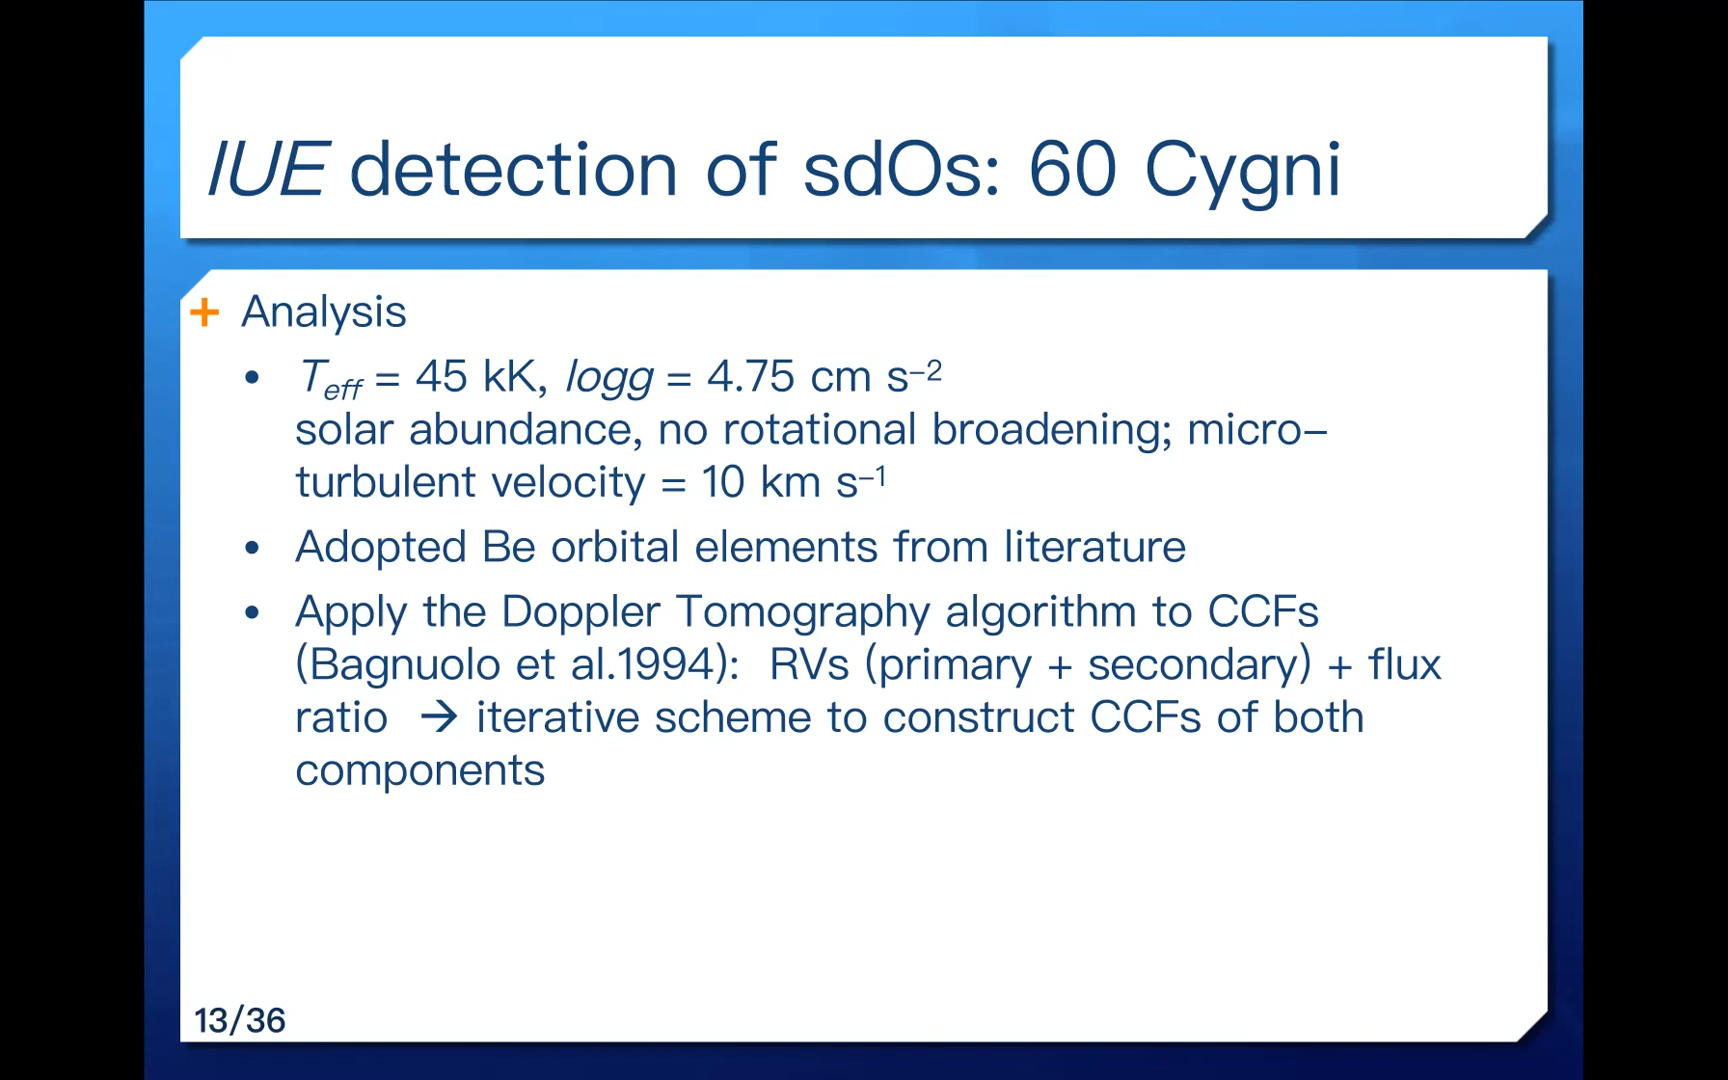 IUE detection of sdOs: 60 Cygni
+ Analysis
• T_eff = 45 kK, logg = 4.75 cm s⁻²
solar abundance, no rotational broadening; micro-
turbulent velocity = 10 km s⁻¹
• Adopted Be orbital elements from literature
• Apply the Doppler Tomography algorithm to CCFs
(Bagnuolo et al.1994): RVs (primary + secondary) + flux
ratio → iterative scheme to construct CCFs of both
components
13/36